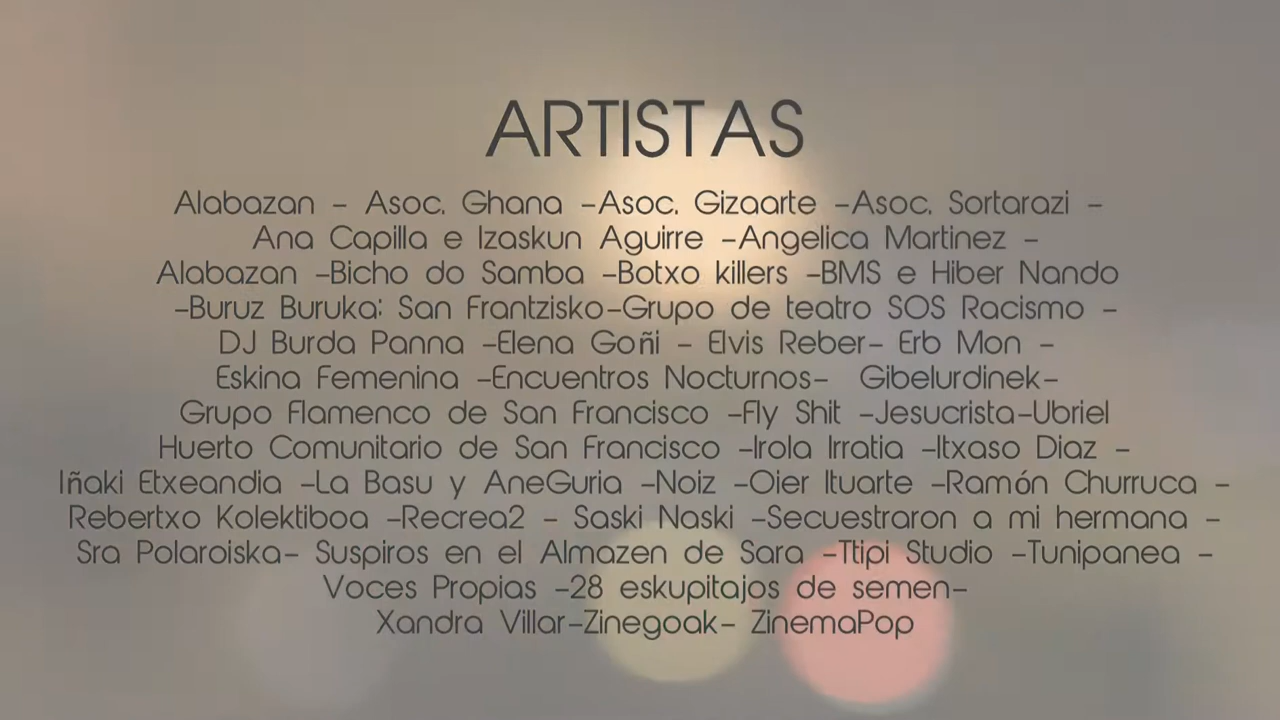 ARTISTAS
Alabazan - Asoc. Ghana -Asoc. Gizaarte -Asoc. Sortarazi -
Ana Capilla e Izaskun Aguirre -Angelica Martinez -
Alabazan -Bicho do Samba -Botxo killers -BMS e Hiber Nando
-Buruz Buruka: San Frantzisko-Grupo de teatro SOS Racismo -
DJ Burda Panna -Elena Goñi - Elvis Reber- Erb Mon -
Eskina Femenina -Encuentros Nocturnos- Gibelurdinek-
Grupo Flamenco de San Francisco -Fly Shit -Jesucrista-Ubriel
Huerto Comunitario de San Francisco -Irola Irratia -Itxaso Diaz -
Iñaki Etxeandia -La Basu y AneGuria -Noiz -Oier Ituarte -Ramón Churruca -
Rebertxo Kolektiboa -Recrea2 - Saski Naski -Secuestraron a mi hermana -
Sra Polaroiska- Suspiros en el Almazen de Sara -Ttipi Studio -Tunipanea -
Voces Propias -28 eskupitajos de semen-
Xandra Villar-Zinegoak- ZinemaPop